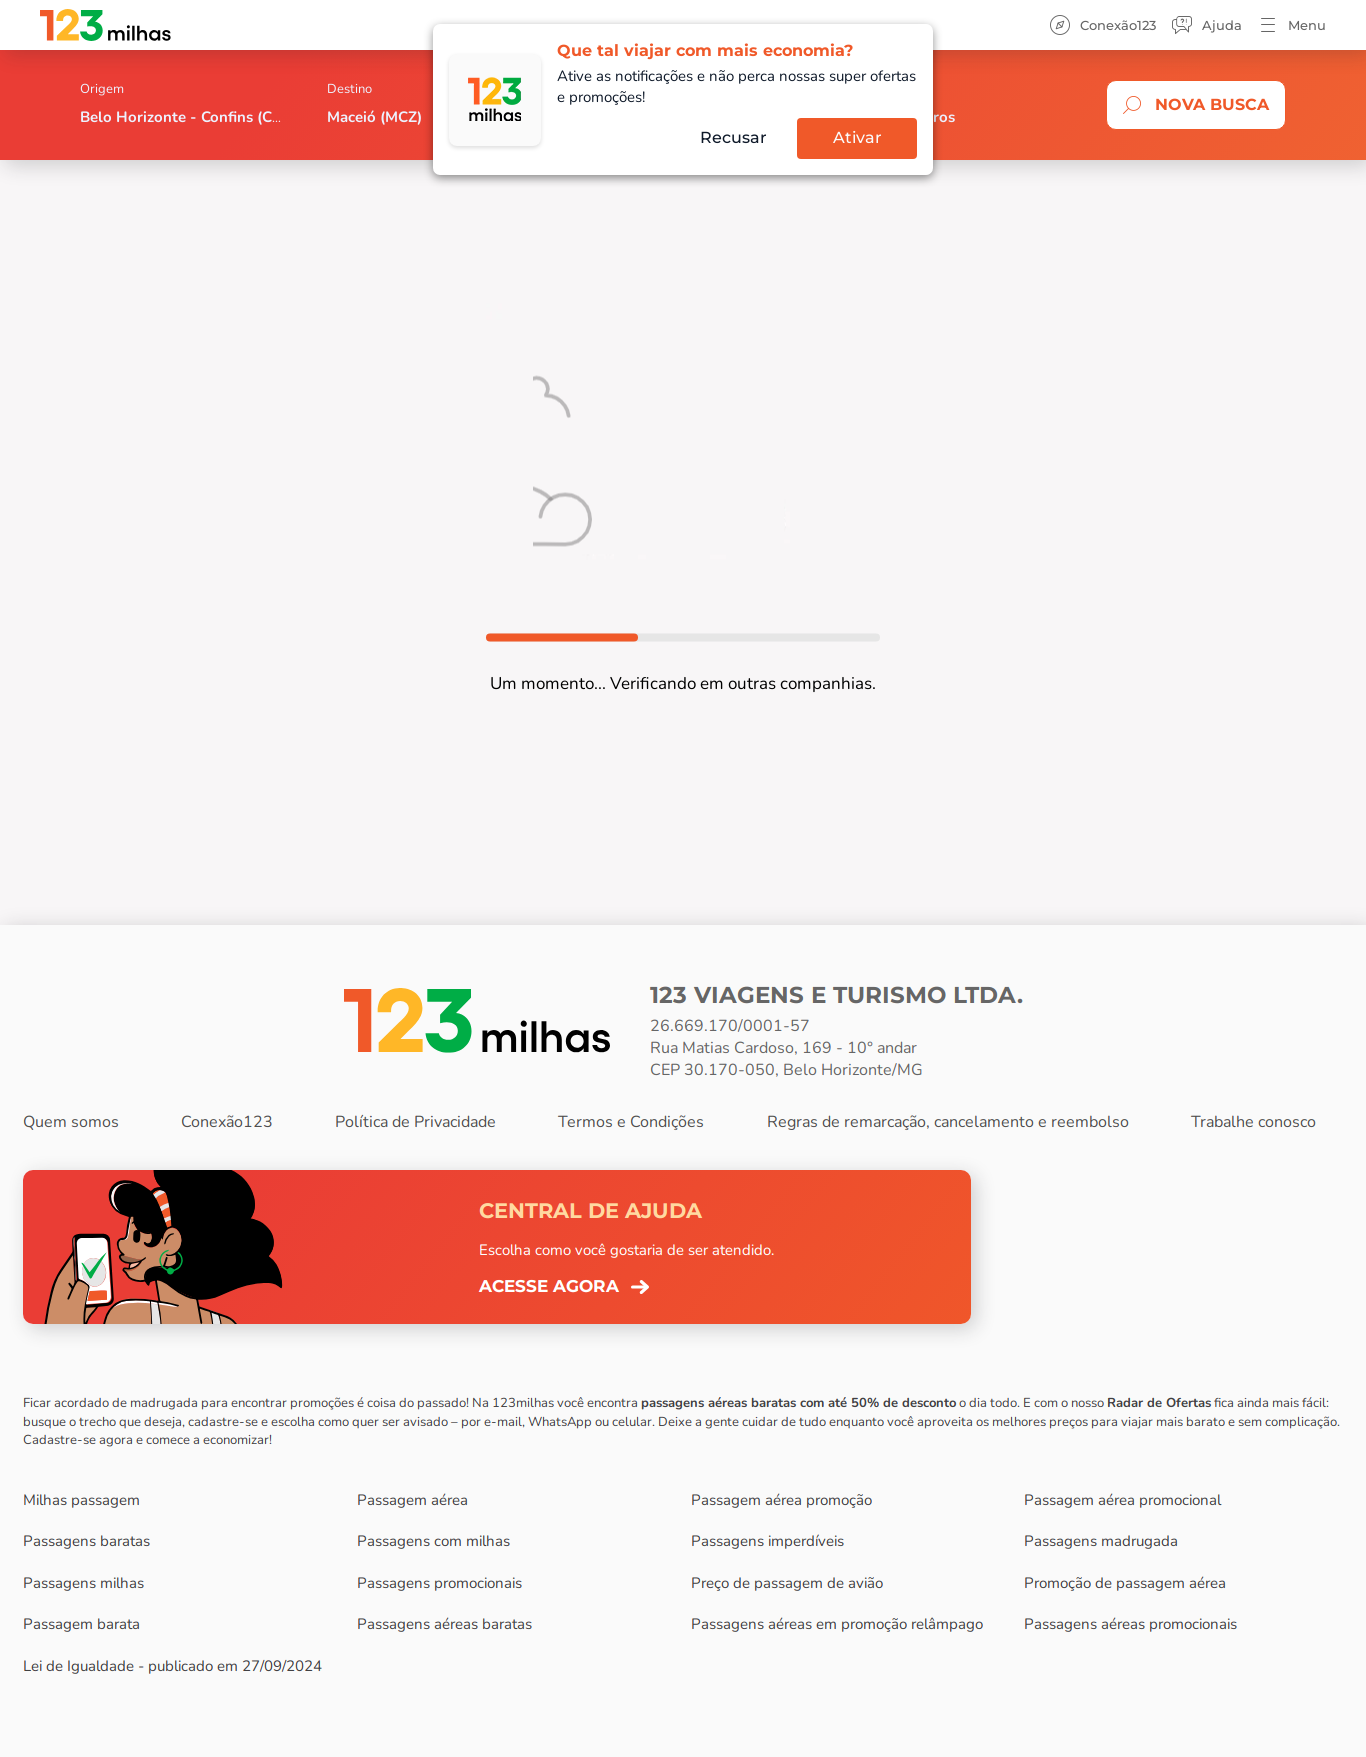 123 milhas
Conexão123
Ajuda
Menu
Que tal viajar com mais economia?
Ative as notificações e não perca nossas super ofertas
e promoções!
123
milhas
Recusar
Ativar
Origem
Belo Horizonte - Confins (C...
Destino
Maceió (MCZ)
NOVA BUSCA
Um momento... Verificando em outras companhias.
123 milhas
123 VIAGENS E TURISMO LTDA.
26.669.170/0001-57
Rua Matias Cardoso, 169 - 10° andar
CEP 30.170-050, Belo Horizonte/MG
Quem somos
Conexão123
Política de Privacidade
Termos e Condições
Regras de remarcação, cancelamento e reembolso
Trabalhe conosco
CENTRAL DE AJUDA
Escolha como você gostaria de ser atendido.
ACESSE AGORA
Ficar acordado de madrugada para encontrar promoções é coisa do passado! Na 123milhas você encontra passagens aéreas baratas com até 50% de desconto o dia todo. E com o nosso Radar de Ofertas fica ainda mais fácil:
busque o trecho que deseja, cadastre-se e escolha como quer ser avisado – por e-mail, WhatsApp ou celular. Deixe a gente cuidar de tudo enquanto você aproveita os melhores preços para viajar mais barato e sem complicação.
Cadastre-se agora e comece a economizar!
Milhas passagem
Passagem aérea
Passagem aérea promoção
Passagem aérea promocional
Passagens baratas
Passagens com milhas
Passagens imperdíveis
Passagens madrugada
Passagens milhas
Passagens promocionais
Preço de passagem de avião
Promoção de passagem aérea
Passagem barata
Passagens aéreas baratas
Passagens aéreas em promoção relâmpago
Passagens aéreas promocionais
Lei de Igualdade - publicado em 27/09/2024